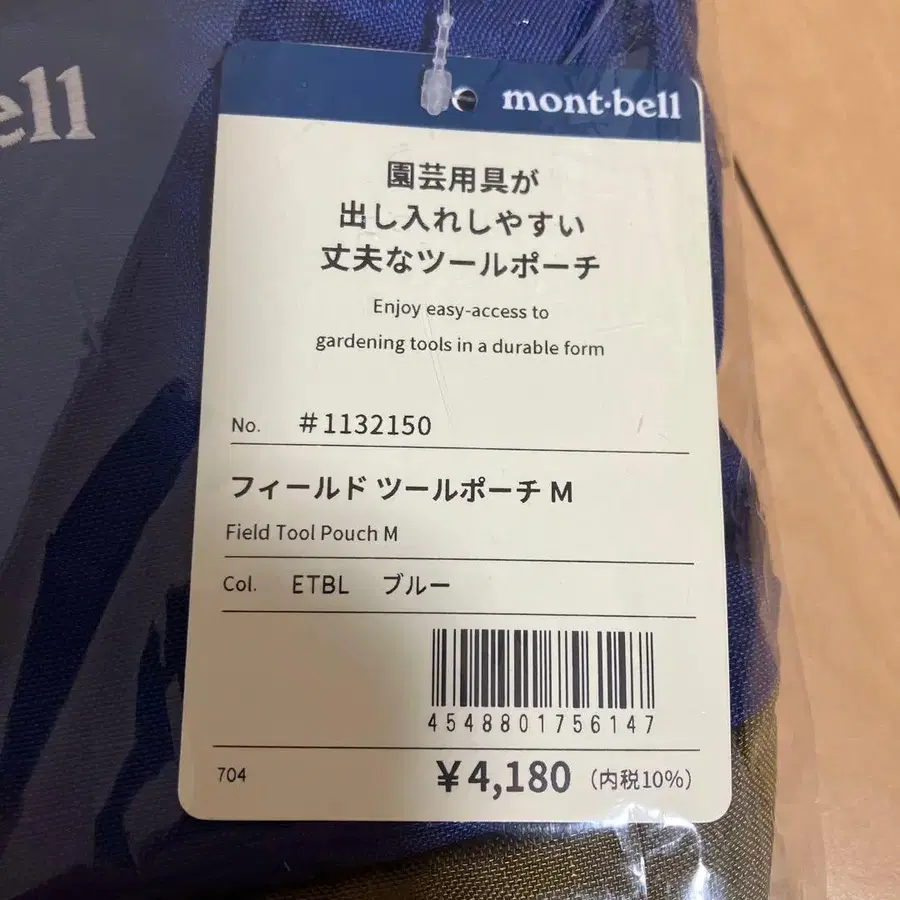 ell
mont·bell
園芸用具が
出し入れしやすい
丈夫なツールポーチ
Enjoy easy-access to
gardening tools in a durable form
No. #1132150
フィールド ツールポーチ M
Field Tool Pouch M
Col. ETBL ブルー
4548801756147
704 ¥4,180 (内税10%)